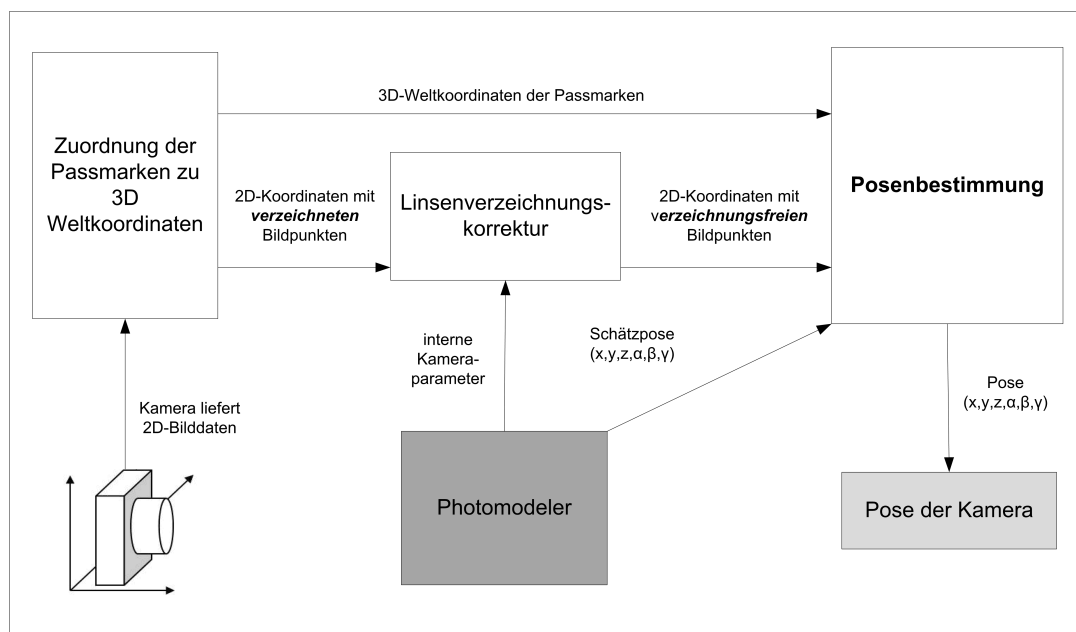 3D-Weltkoordinaten der Passmarken
Zuordnung der
Passmarken zu
3D
Weltkoordinaten
2D-Koordinaten mit
verzeichneten
Bildpunkten
Linsenverzeichnungs-
korrektur
2D-Koordinaten mit
verzeichnungsfreien
Bildpunkten
Posenbestimmung
interne
Kamera-
parameter
Schätzpose
(x,y,z,α,β,γ)
Pose
(x,y,z,α,β,γ)
Kamera liefert
2D-Bilddaten
Photomodeler
Pose der Kamera